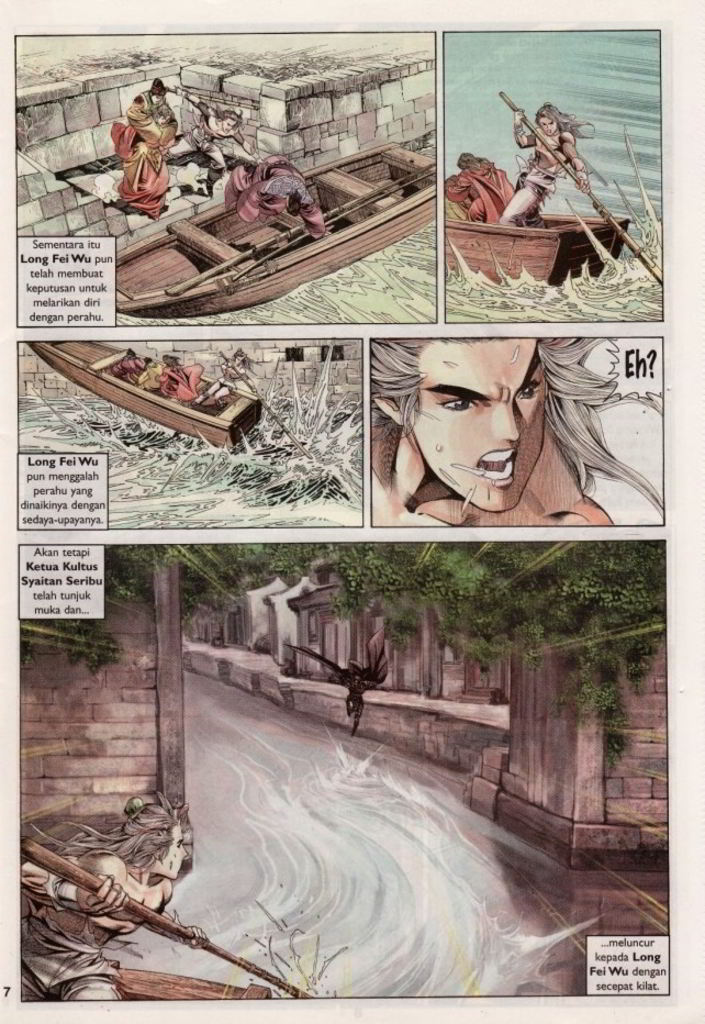 Sementara itu
Long Fei Wu pun
telah membuat
keputusan untuk
melarikan diri
dengan perahu.
Long Fei Wu
pun menggalah
perahu yang
dinaikinya dengan
sedaya-upayanya.
Eh?
Akan tetapi
Ketua Kultus
Syaitan Seribu
telah tunjuk
muka dan...
...meluncur
kepada Long
Fei Wu dengan
secepat kilat.
7